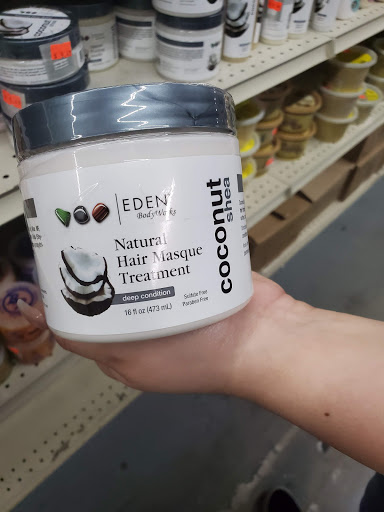 EDEN
BodyWorks
Natural
Hair Masque
Treatment
deep condition
Sulfate Free
Paraben Free
16 fl oz (473 mL)
coconut
shea